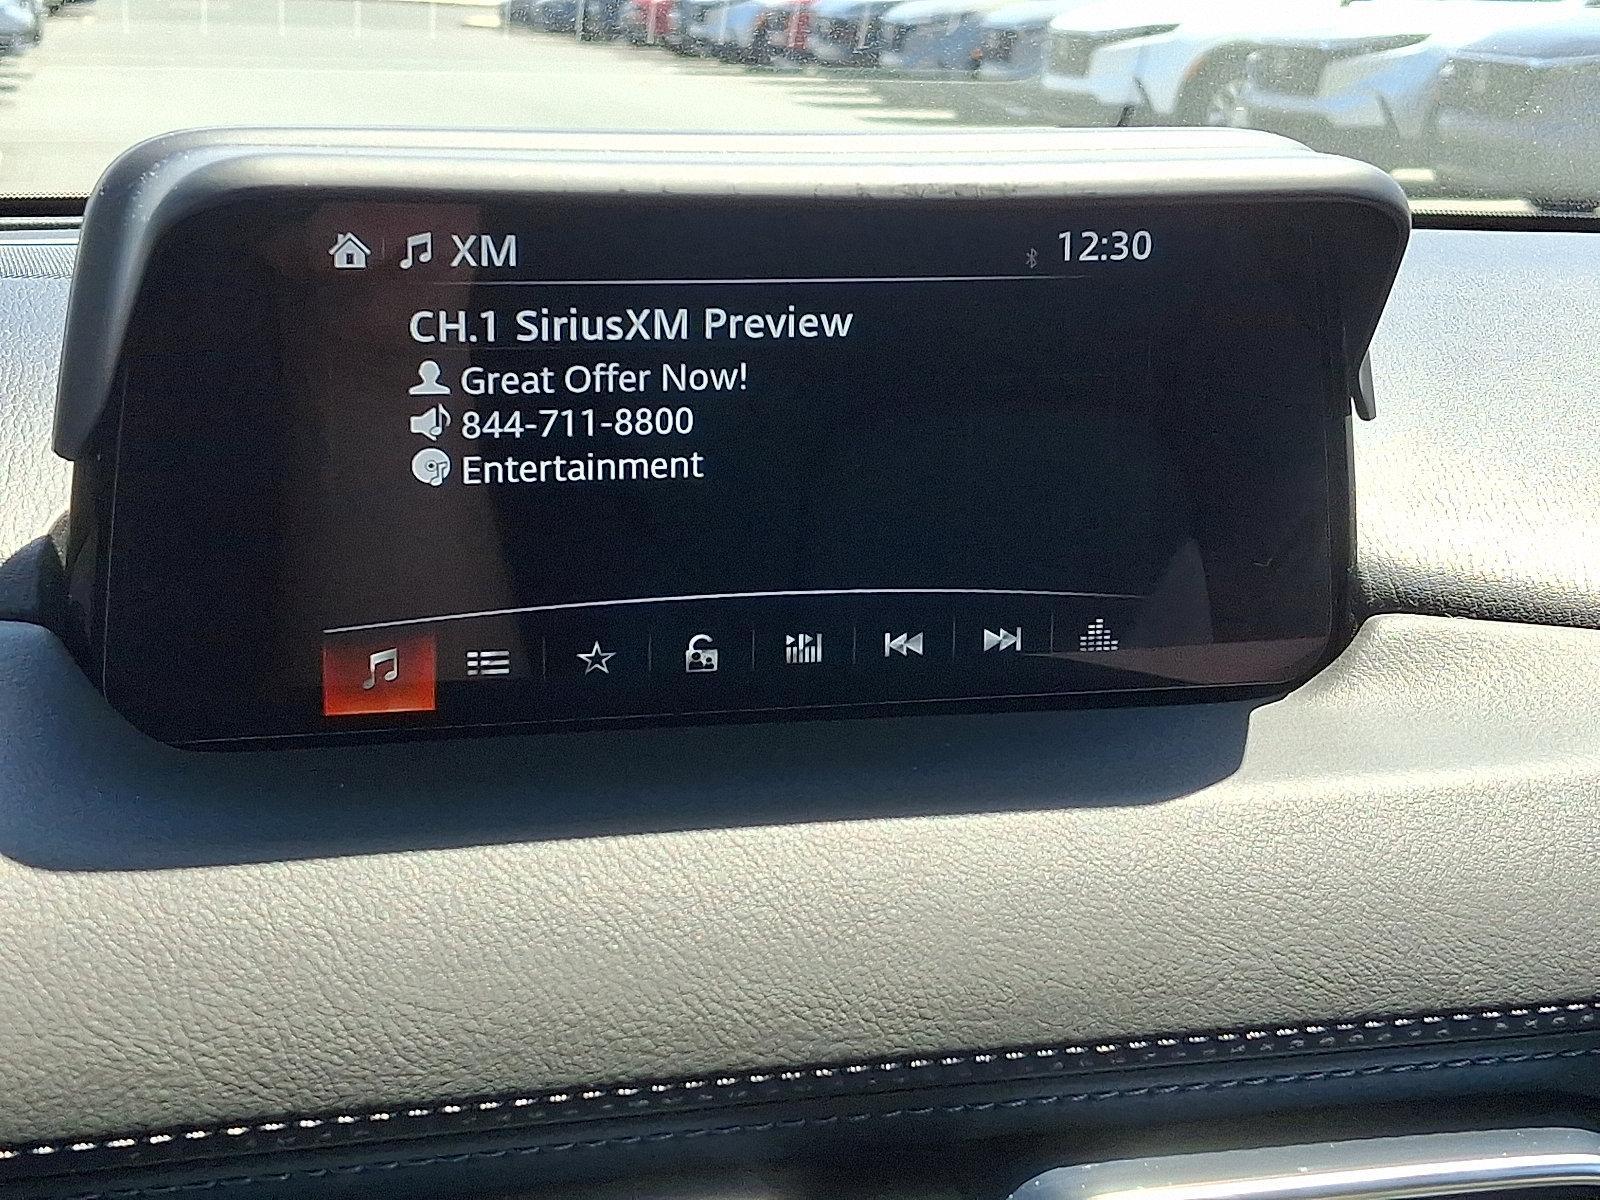 XM
12:30
CH.1 SiriusXM Preview
Great Offer Now!
844-711-8800
Entertainment